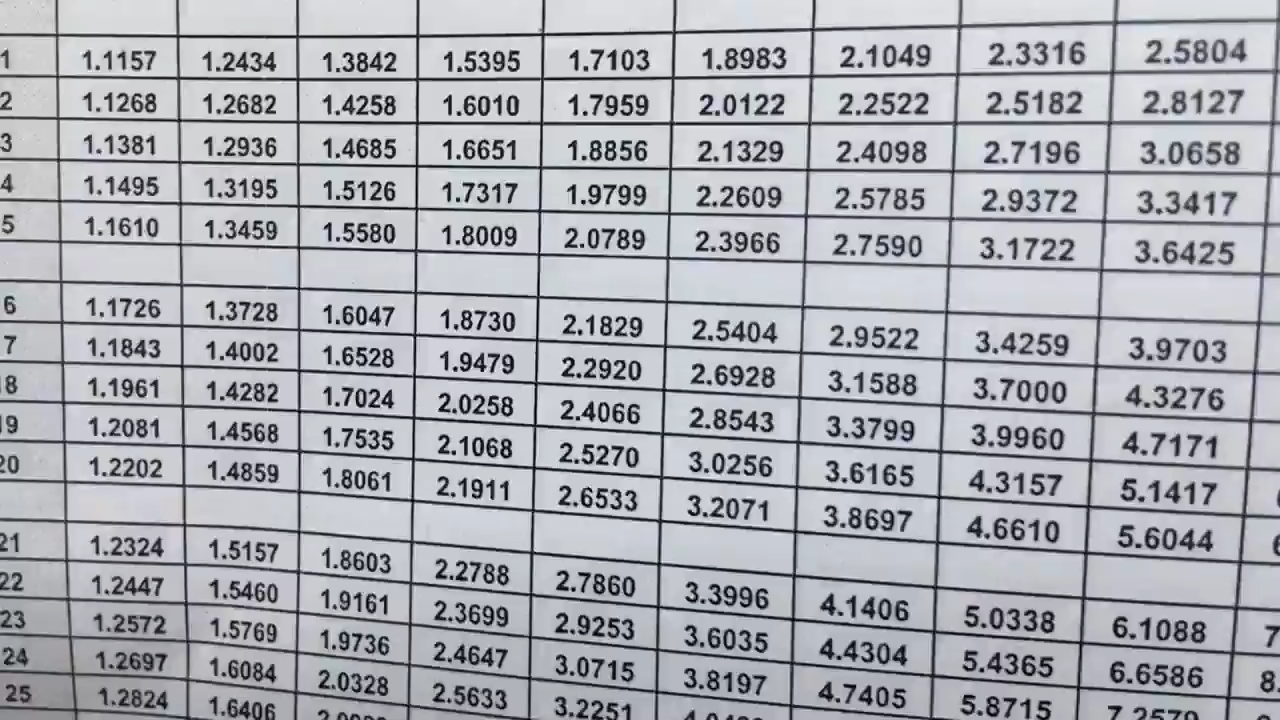 1 1.1157 1.2434 1.3842 1.5395 1.7103 1.8983 2.1049 2.3316 2.5804
2 1.1268 1.2682 1.4258 1.6010 1.7959 2.0122 2.2522 2.5182 2.8127
3 1.1381 1.2936 1.4685 1.6651 1.8856 2.1329 2.4098 2.7196 3.0658
4 1.1495 1.3195 1.5126 1.7317 1.9799 2.2609 2.5785 2.9372 3.3417
5 1.1610 1.3459 1.5580 1.8009 2.0789 2.3966 2.7590 3.1722 3.6425
6 1.1726 1.3728 1.6047 1.8730 2.1829 2.5404 2.9522 3.4259 3.9703
7 1.1843 1.4002 1.6528 1.9479 2.2920 2.6928 3.1588 3.7000 4.3276
18 1.1961 1.4282 1.7024 2.0258 2.4066 2.8543 3.3799 3.9960 4.7171
19 1.2081 1.4568 1.7535 2.1068 2.5270 3.0256 3.6165 4.3157 5.1417
20 1.2202 1.4859 1.8061 2.1911 2.6533 3.2071 3.8697 4.6610 5.6044
21 1.2324 1.5157 1.8603 2.2788 2.7860 3.3996 4.1406 5.0338 6.1088
22 1.2447 1.5460 1.9161 2.3699 2.9253 3.6035 4.4304 5.4365 6.6586
23 1.2572 1.5769 1.9736 2.4647 3.0715 3.8197 4.7405 5.8715 7.2579
24 1.2697 1.6084 2.0328 2.5633 3.2251
25 1.2824 1.6406